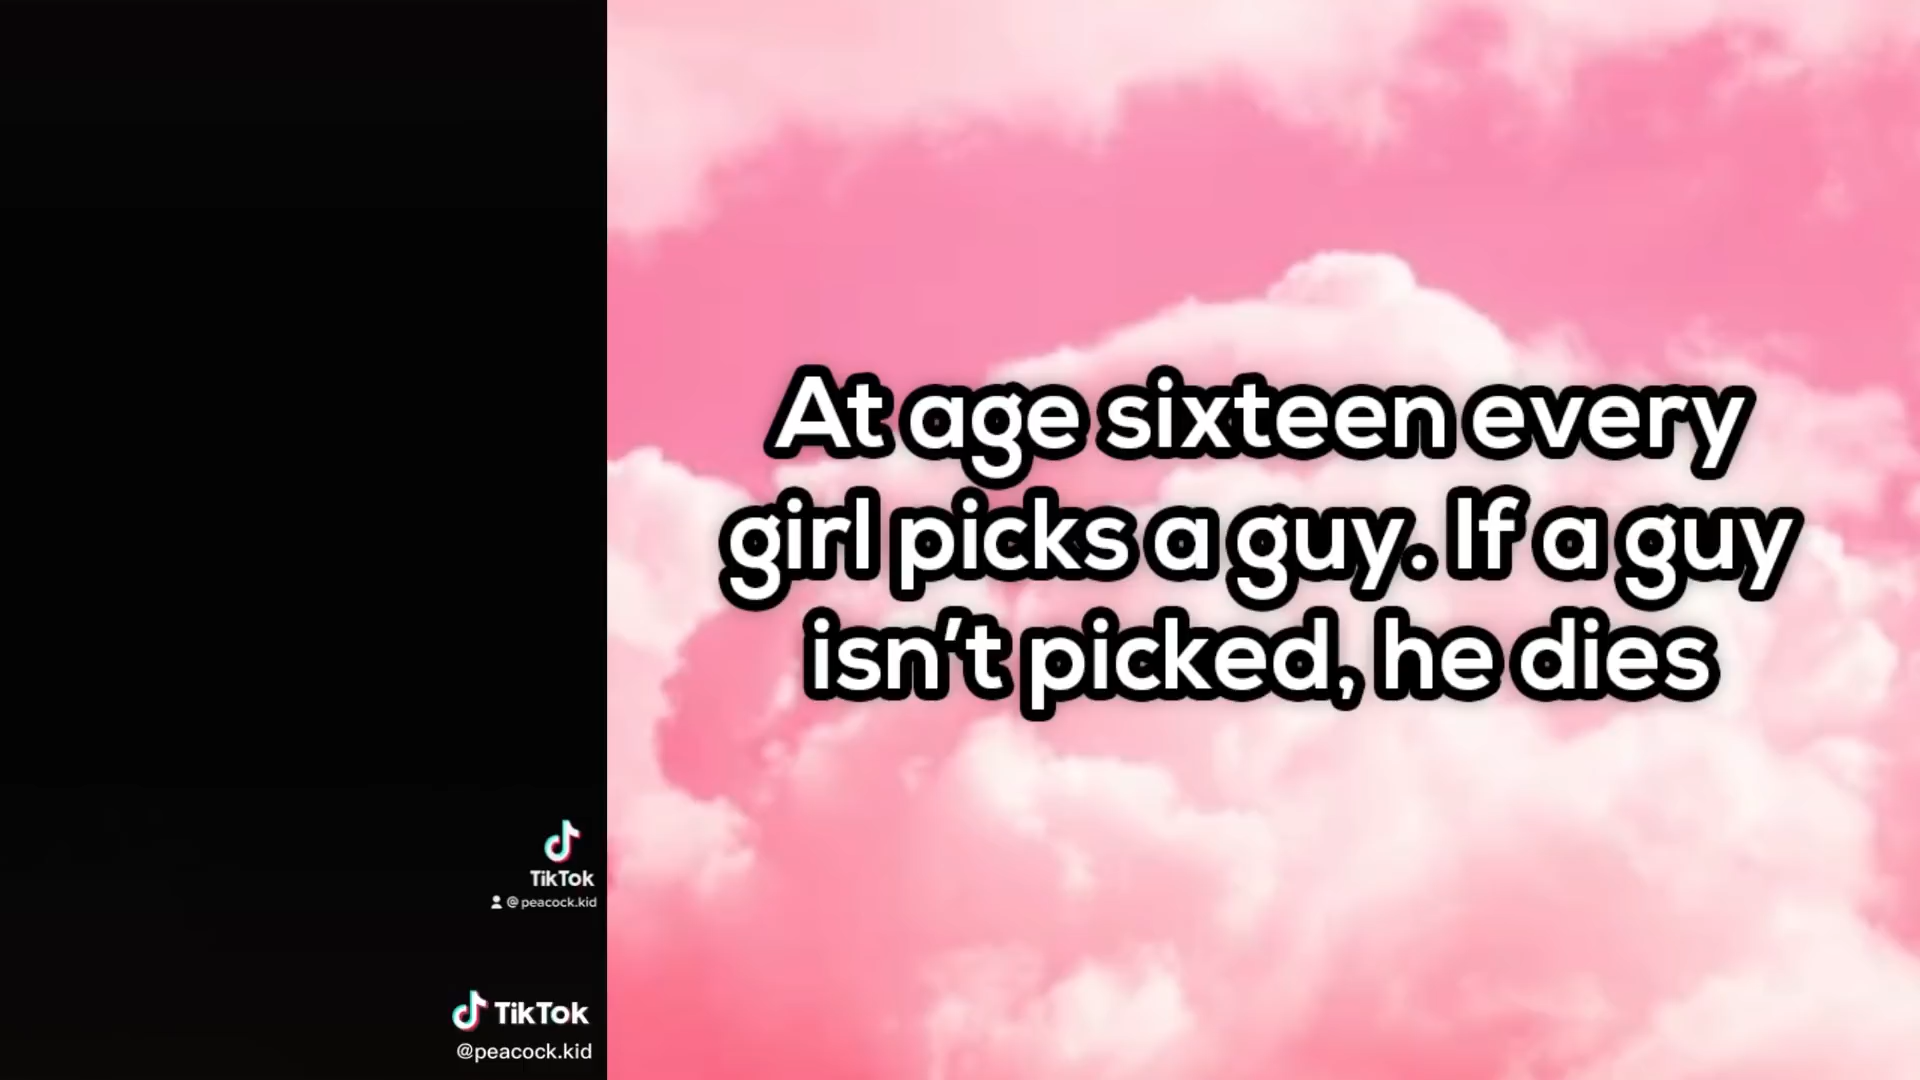 At age sixteen every
girl picks a guy. If a guy
isn't picked, he dies
TikTok
@peacock.kid
TikTok
@peacock.kid